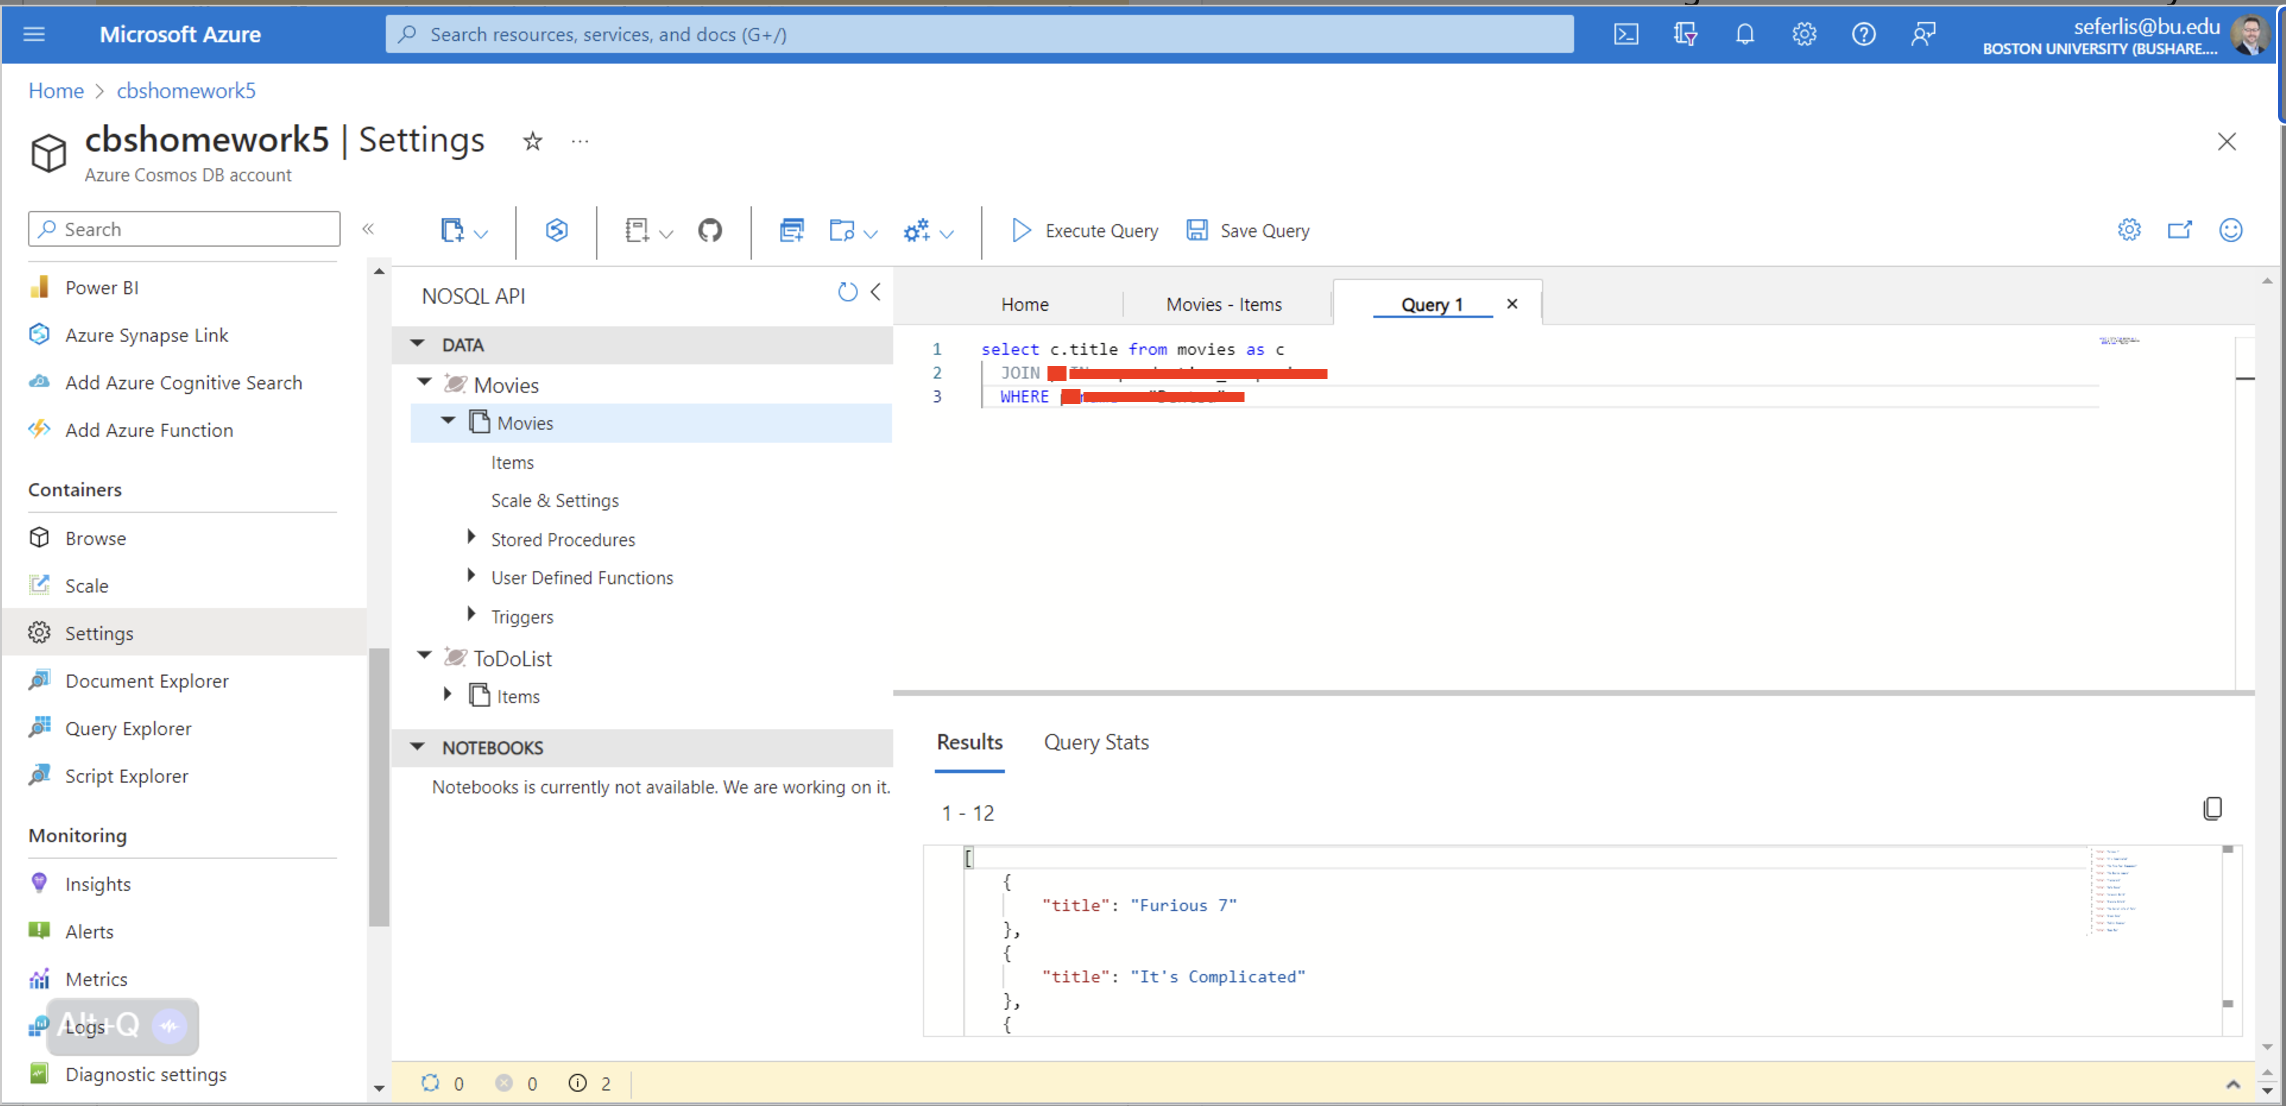 Microsoft Azure
Search resources, services, and docs (G+/)
seferlis@bu.edu
BOSTON UNIVERSITY (BUSHARE....
Home > cbshomework5
cbshomework5 | Settings
Azure Cosmos DB account
Search
Execute Query
Save Query
Power BI
Azure Synapse Link
Add Azure Cognitive Search
Add Azure Function
Containers
Browse
Scale
Settings
Document Explorer
Query Explorer
Script Explorer
Monitoring
Insights
Alerts
Metrics
Logs
Alt+Q
Diagnostic settings
NOSQL API
DATA
Movies
Movies
Items
Scale & Settings
Stored Procedures
User Defined Functions
Triggers
ToDoList
Items
NOTEBOOKS
Notebooks is currently not available. We are working on it.
Home
Movies - Items
Query 1
1 select c.title from movies as c
2 JOIN
3 WHERE
Results
Query Stats
1 - 12
[
{
"title": "Furious 7"
},
{
"title": "It's Complicated"
},
{
0 0 2